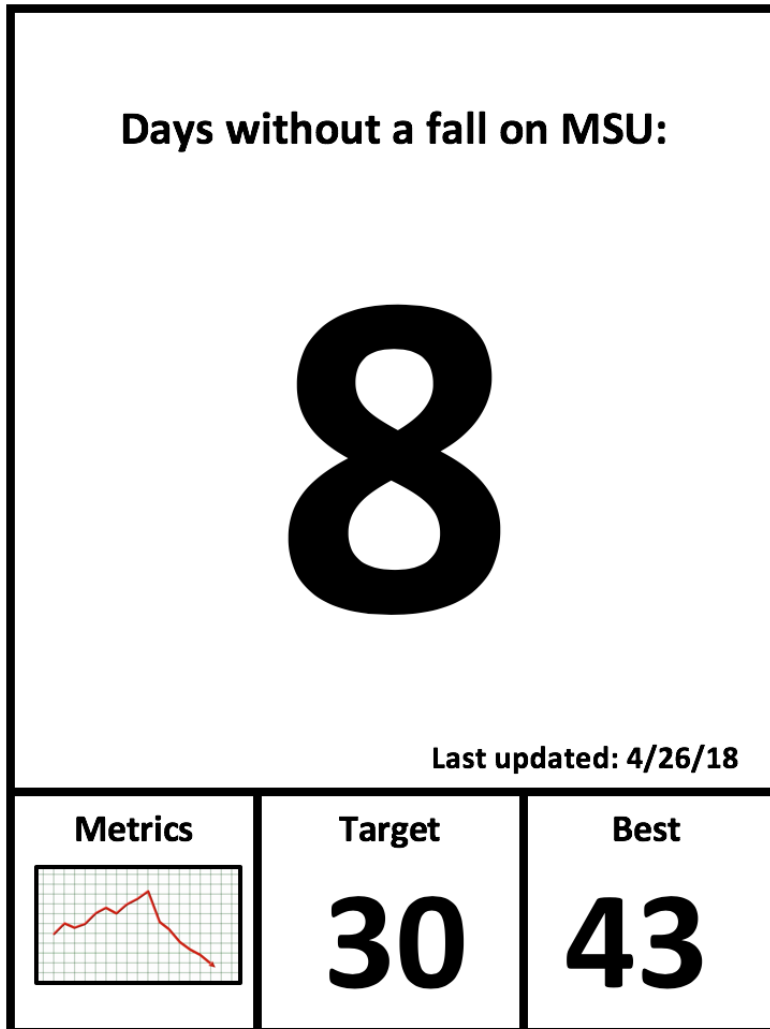 Days without a fall on MSU:
8
Last updated: 4/26/18
Metrics
Target
Best
30
43